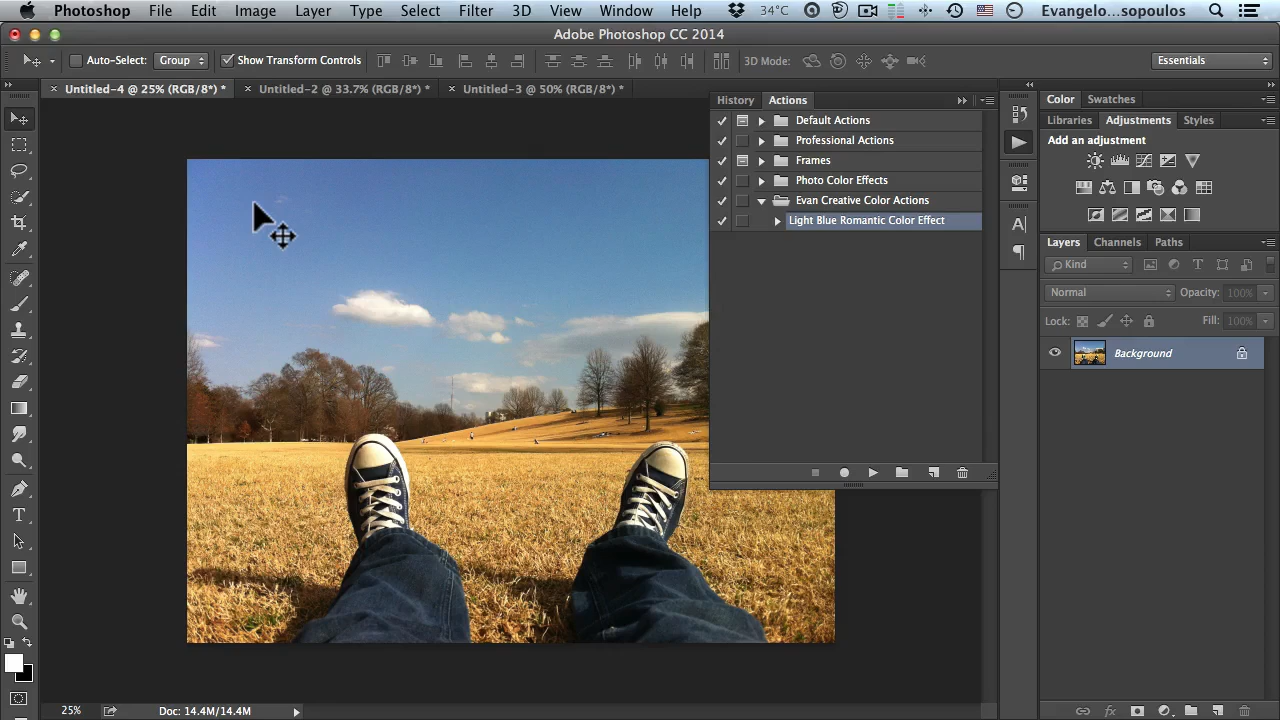 Photoshop File Edit Image Layer Type Select Filter 3D View Window Help 34°C Evangelo...sopoulos
Adobe Photoshop CC 2014
Auto-Select: Group Show Transform Controls 3D Mode: Essentials
Untitled-4 @ 25% (RGB/8*) * Untitled-2 @ 33.7% (RGB/8*) * Untitled-3 @ 50% (RGB/8*) *
History Actions
Default Actions
Professional Actions
Frames
Photo Color Effects
Evan Creative Color Actions
Light Blue Romantic Color Effect
Color Swatches
Libraries Adjustments Styles
Add an adjustment
Layers Channels Paths
Kind
Normal Opacity: 100%
Lock: Fill: 100%
Background
25% Doc: 14.4M/14.4M